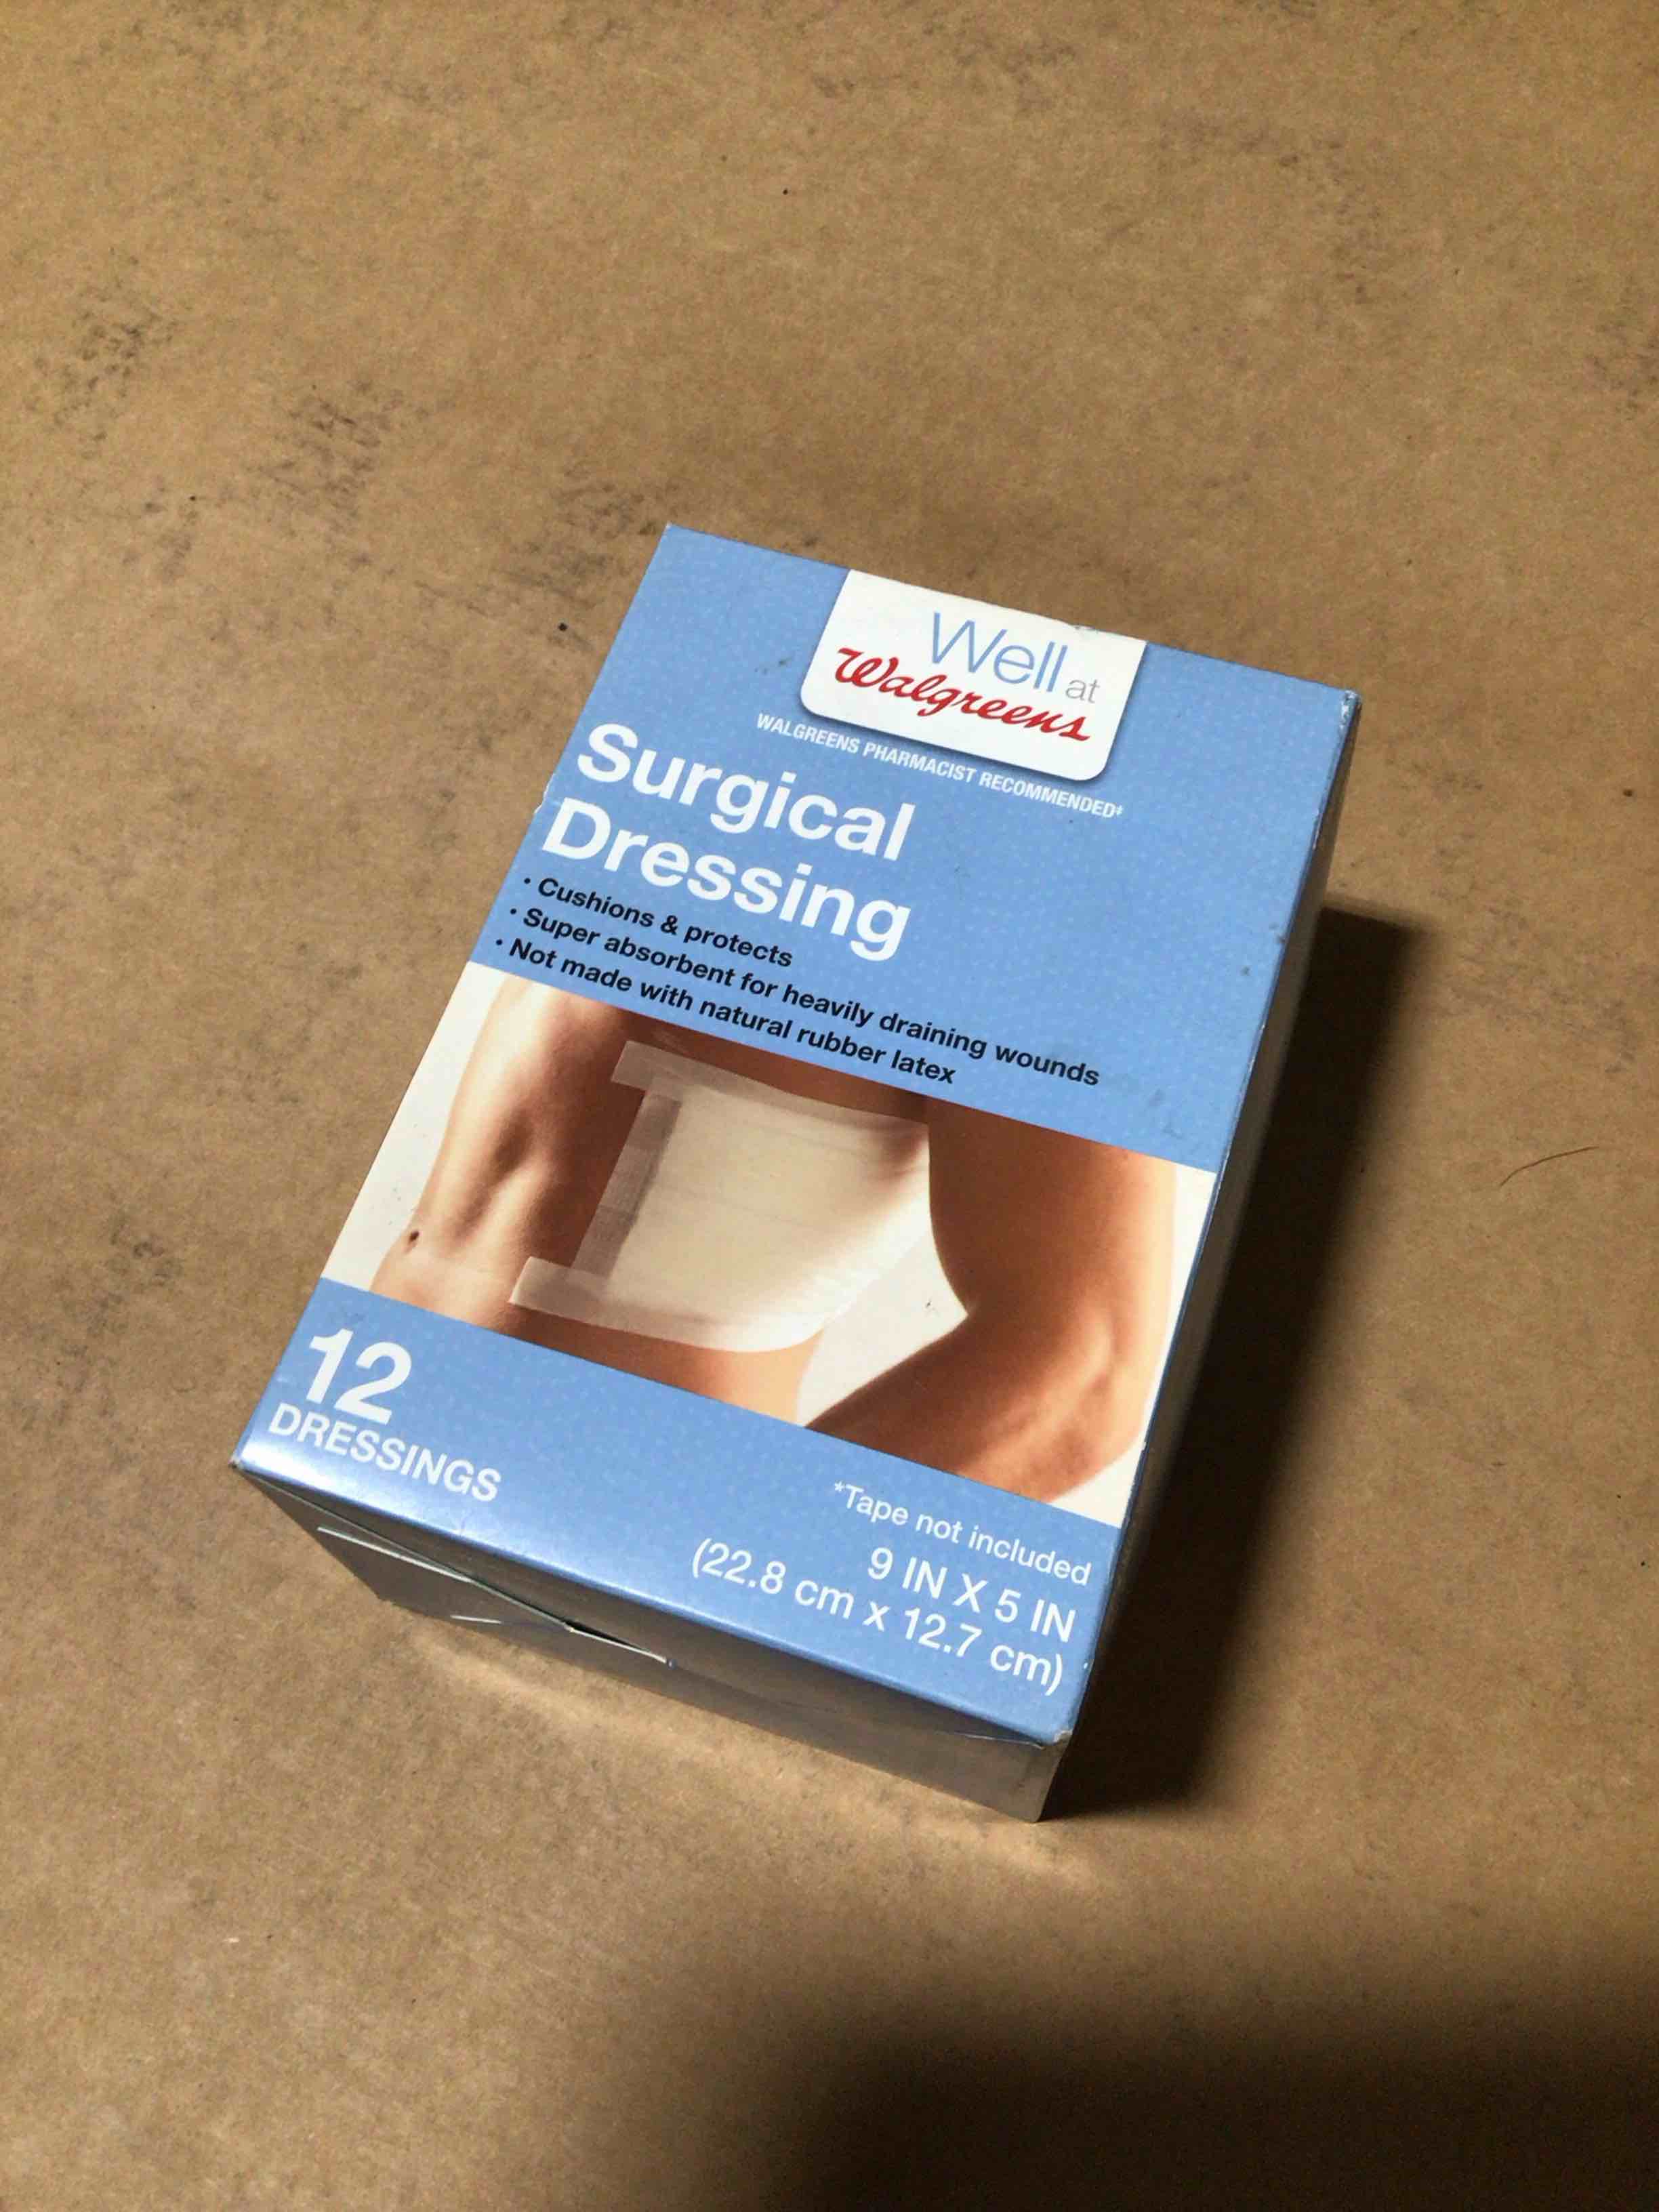 Well at
Walgreens
WALGREENS PHARMACIST RECOMMENDED‡
Surgical
Dressing
• Cushions & protects
• Super absorbent for heavily draining wounds
• Not made with natural rubber latex
12
DRESSINGS
*Tape not included
9 IN X 5 IN
(22.8 cm x 12.7 cm)